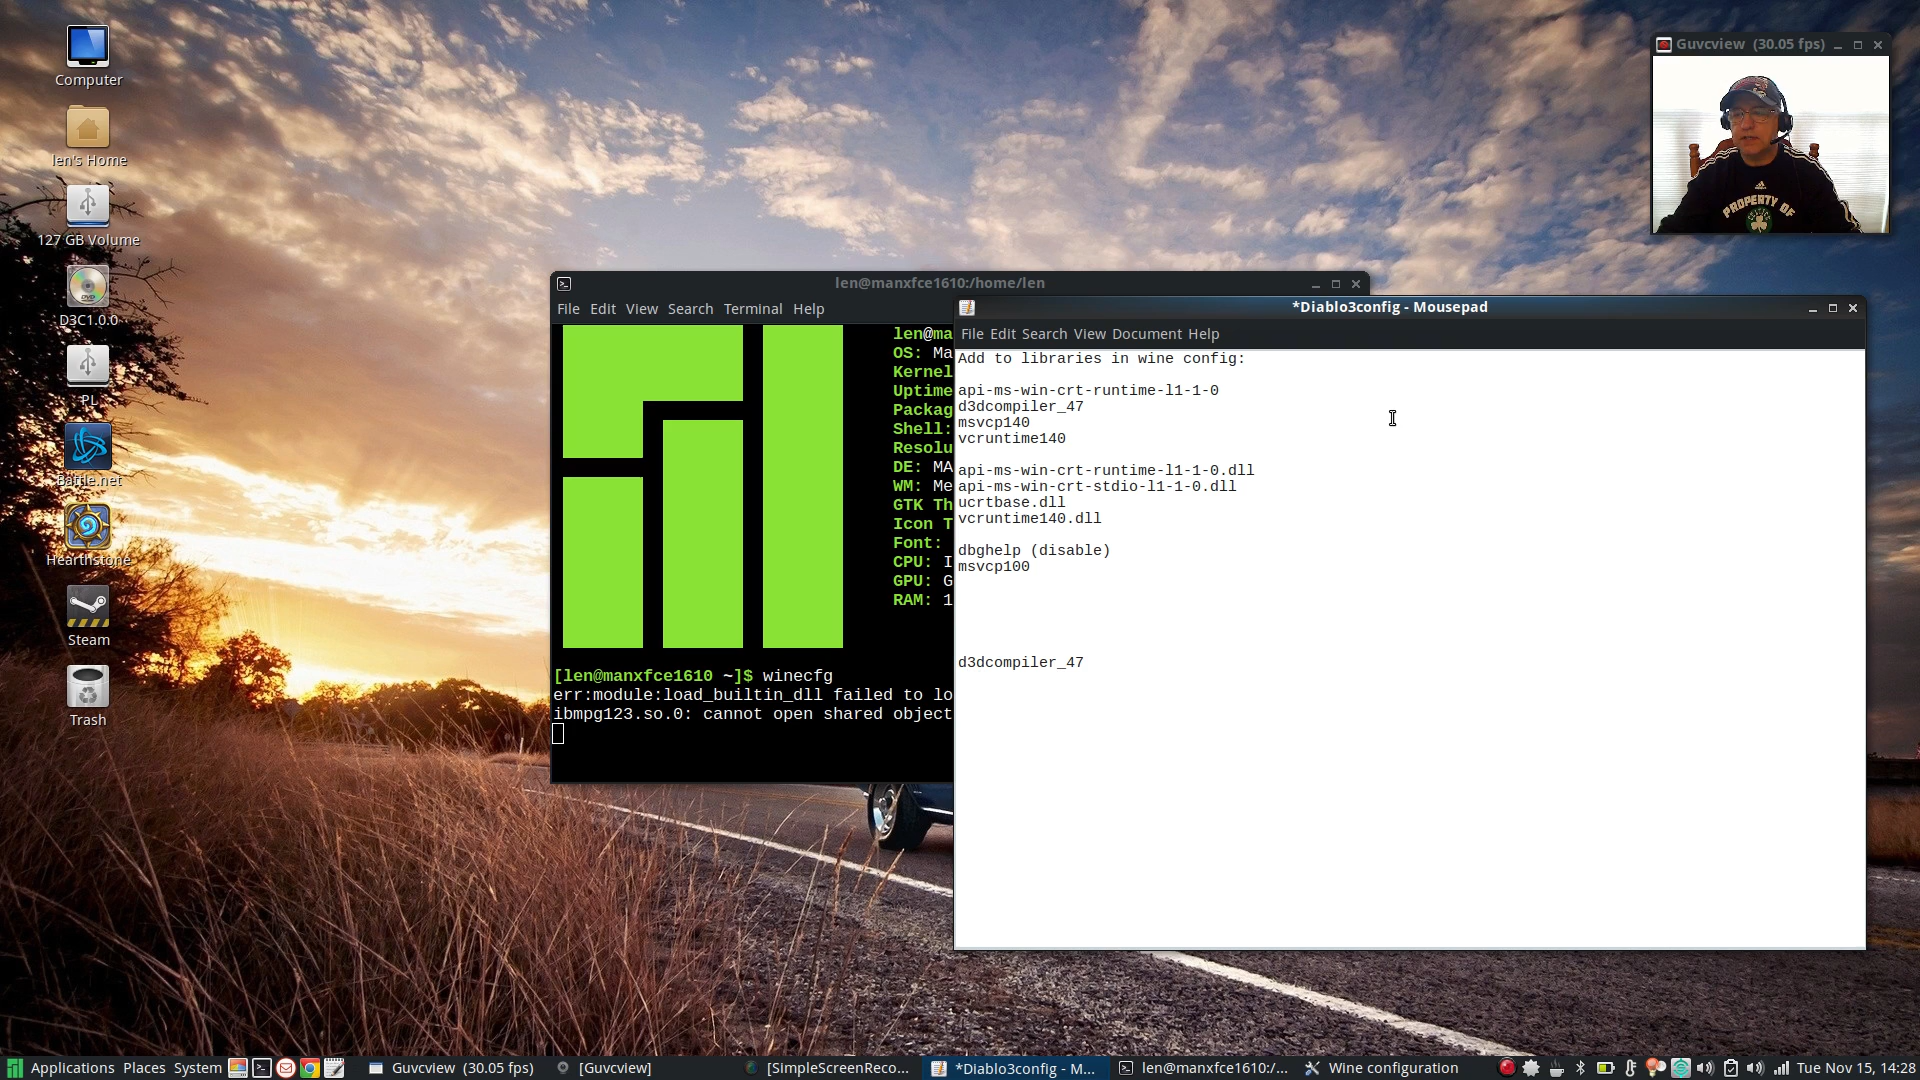 Computer
len's Home
127 GB Volume
D3C1.0.0
PL
Battle.net
Hearthstone
Steam
Trash
Guvcview (30.05 fps)
PROPERTY OF
len@manxfce1610:/home/len
File Edit View Search Terminal Help
len@ma
OS: Ma
Kernel
Uptime
Packag
Shell:
Resolu
DE: MA
WM: Me
GTK Th
Icon T
Font:
CPU: I
GPU: G
RAM: 1
[len@manxfce1610 ~]$ winecfg
err:module:load_builtin_dll failed to lo
ibmpg123.so.0: cannot open shared object
*Diablo3config - Mousepad
File Edit Search View Document Help
Add to libraries in wine config:
api-ms-win-crt-runtime-l1-1-0
d3dcompiler_47
msvcp140
vcruntime140
api-ms-win-crt-runtime-l1-1-0.dll
api-ms-win-crt-stdio-l1-1-0.dll
ucrtbase.dll
vcruntime140.dll
dbghelp (disable)
msvcp100
d3dcompiler_47
Applications Places System Guvcview (30.05 fps) [Guvcview] [SimpleScreenReco... *Diablo3config - M... len@manxfce1610:/... Wine configuration Tue Nov 15, 14:28